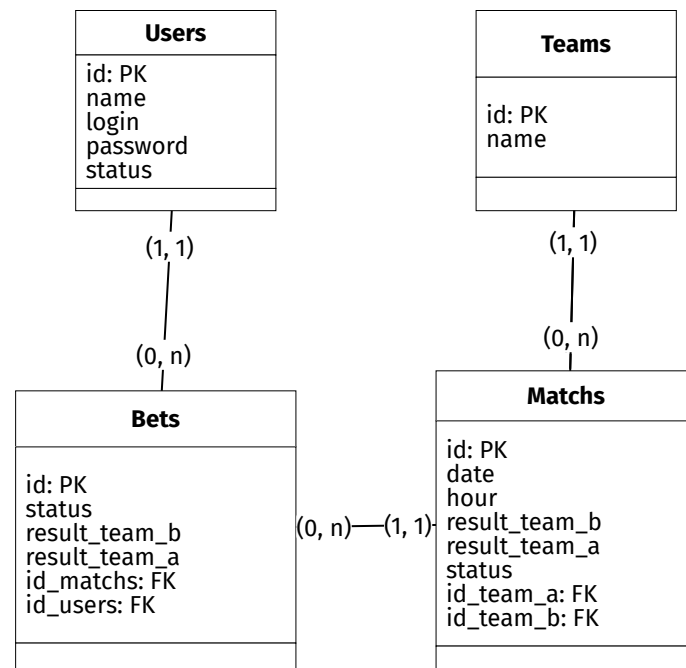 Users
id: PK
name
login
password
status
(1, 1)
(0, n)
Teams
id: PK
name
(1, 1)
(0, n)
Bets
id: PK
status
result_team_b
result_team_a
id_matchs: FK
id_users: FK
(0, n)
(1, 1)
Matchs
id: PK
date
hour
result_team_b
result_team_a
status
id_team_a: FK
id_team_b: FK